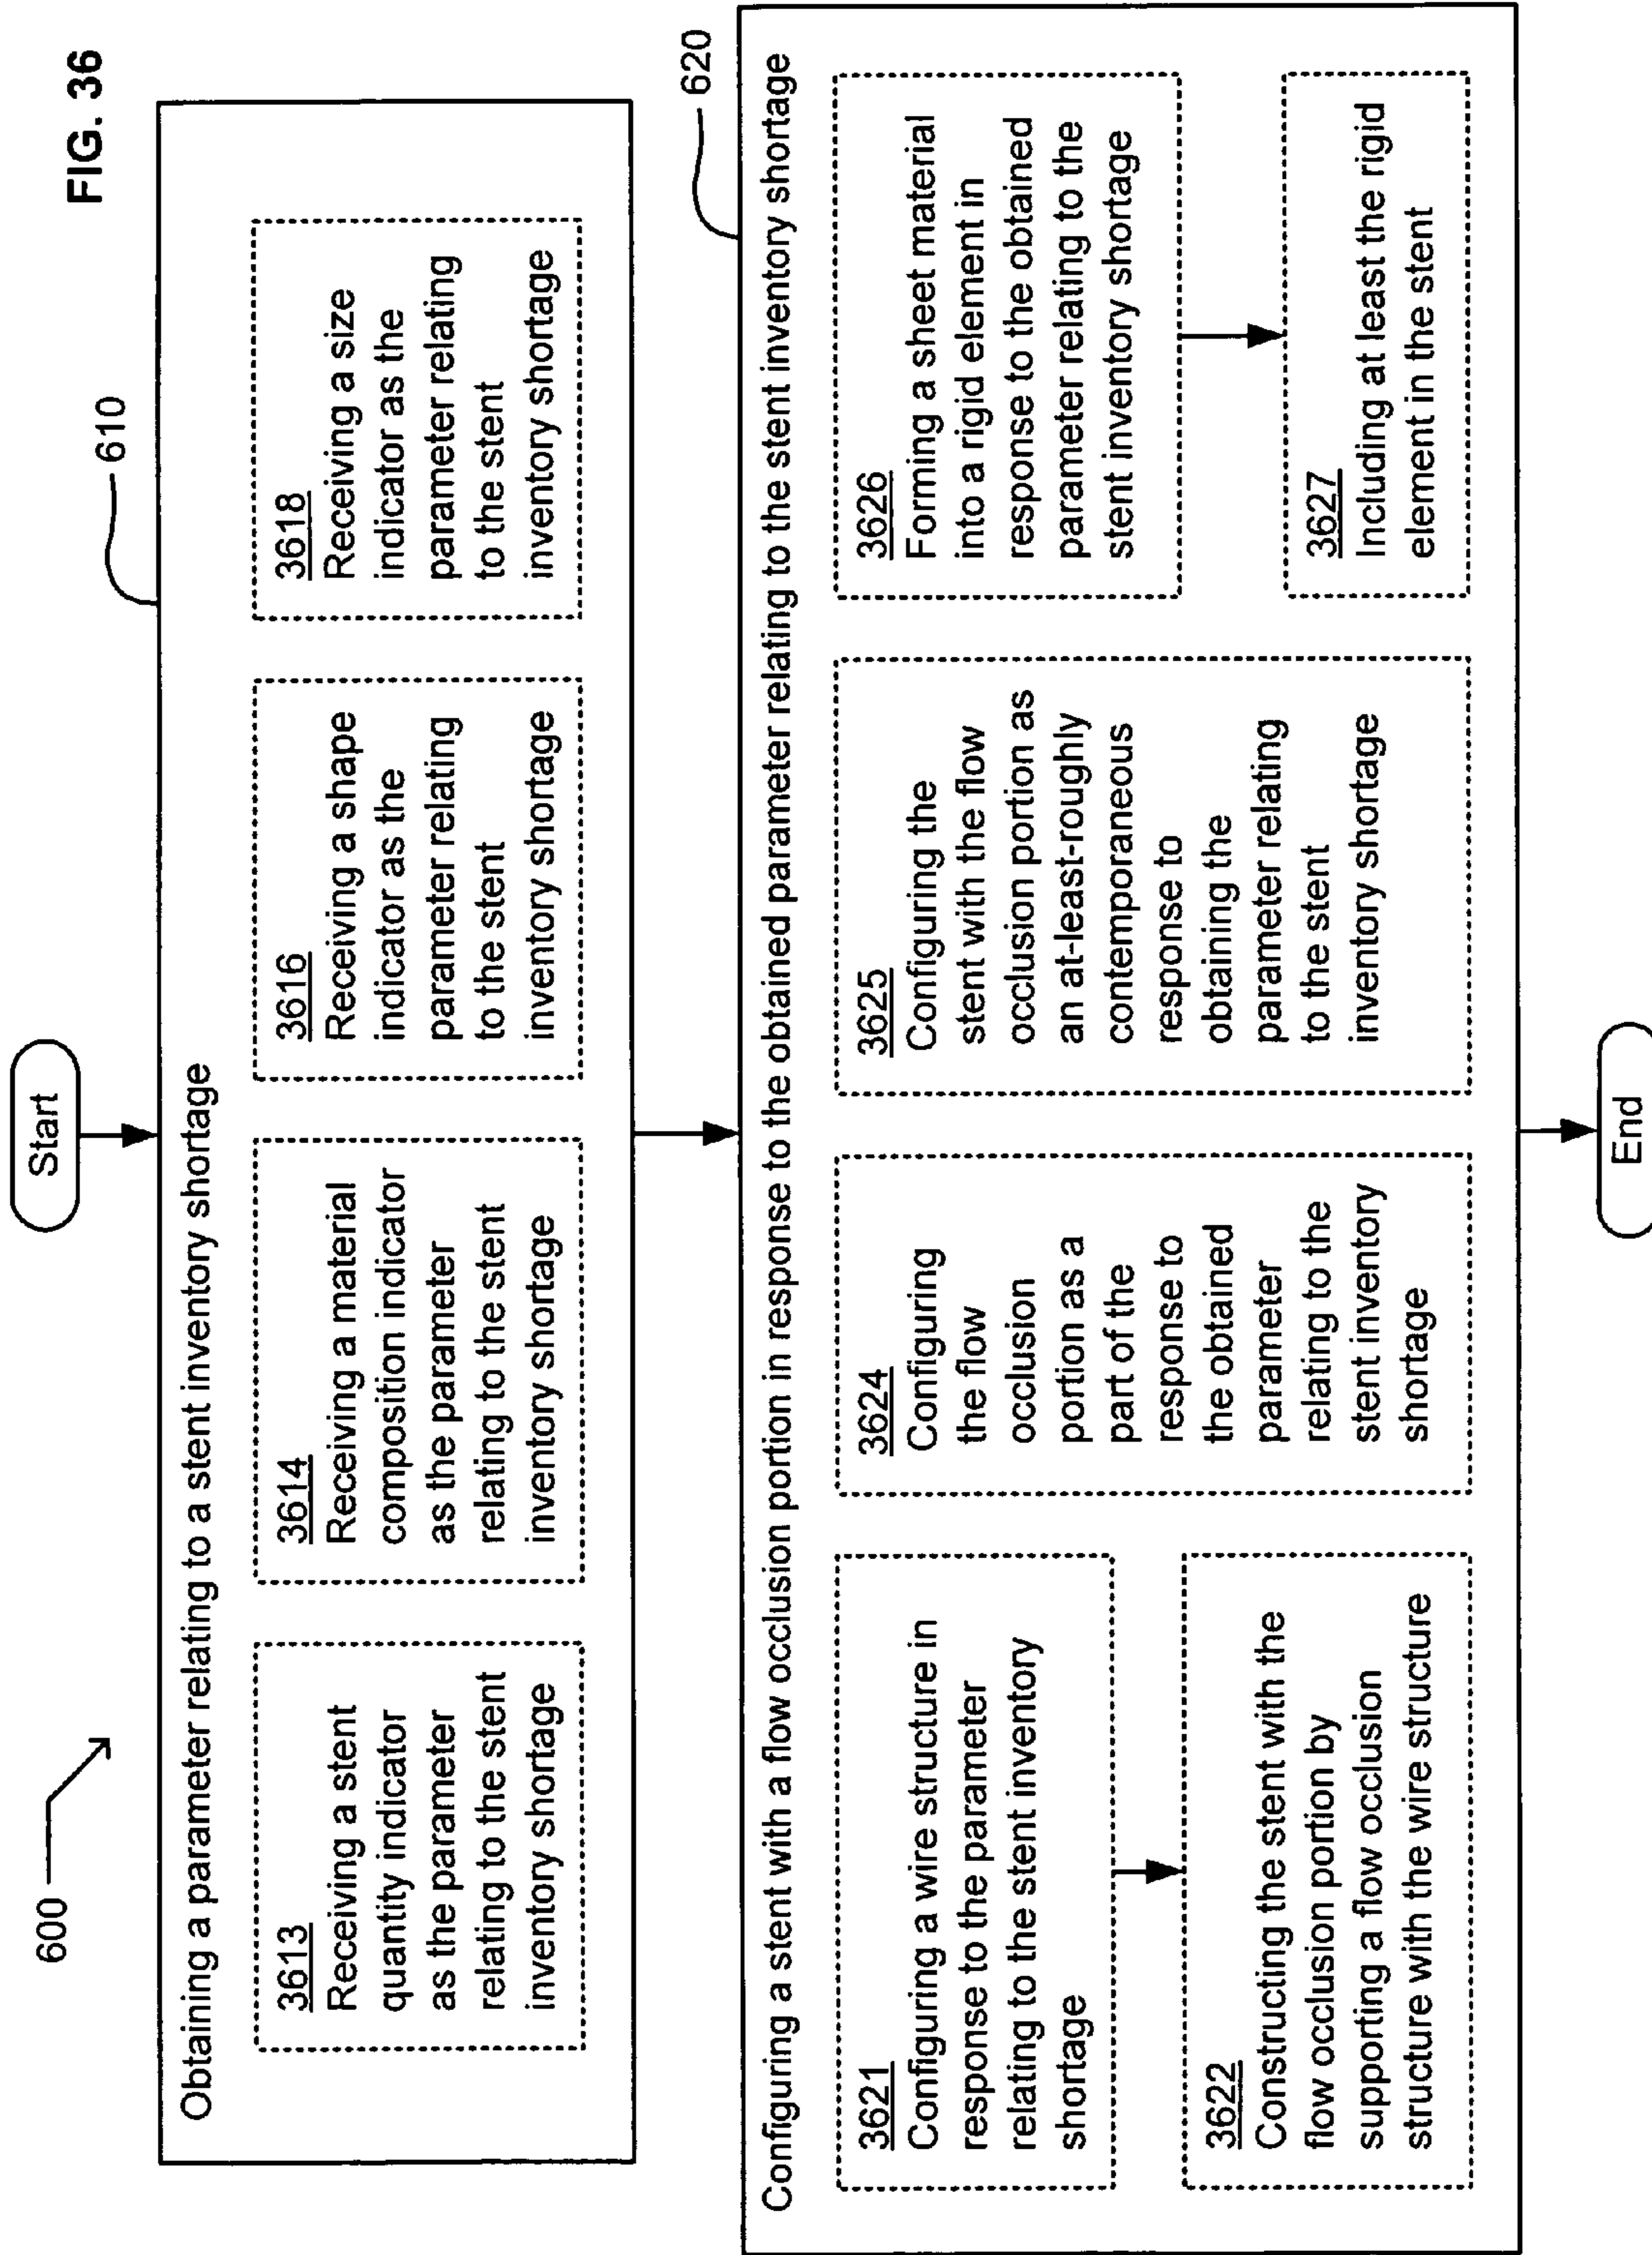 FIG. 36
600
Start
610
Obtaining a parameter relating to a stent inventory shortage
3613
Receiving a stent
quantity indicator
as the parameter
relating to the stent
inventory shortage
3614
Receiving a material
composition indicator
as the parameter
relating to the stent
inventory shortage
3616
Receiving a shape
indicator as the
parameter relating
to the stent
inventory shortage
3618
Receiving a size
indicator as the
parameter relating
to the stent
inventory shortage
620
Configuring a stent with a flow occlusion portion in response to the obtained parameter relating to the stent inventory shortage
3621
Configuring a wire structure in
response to the parameter
relating to the stent inventory
shortage
3622
Constructing the stent with the
flow occlusion portion by
supporting a flow occlusion
structure with the wire structure
3624
Configuring
the flow
occlusion
portion as a
part of the
response to
the obtained
parameter
relating to the
stent inventory
shortage
3625
Configuring the
stent with the flow
occlusion portion as
an at-least-roughly
contemporaneous
response to
obtaining the
parameter relating
to the stent
inventory shortage
3626
Forming a sheet material
into a rigid element in
response to the obtained
parameter relating to the
stent inventory shortage
3627
Including at least the rigid
element in the stent
End